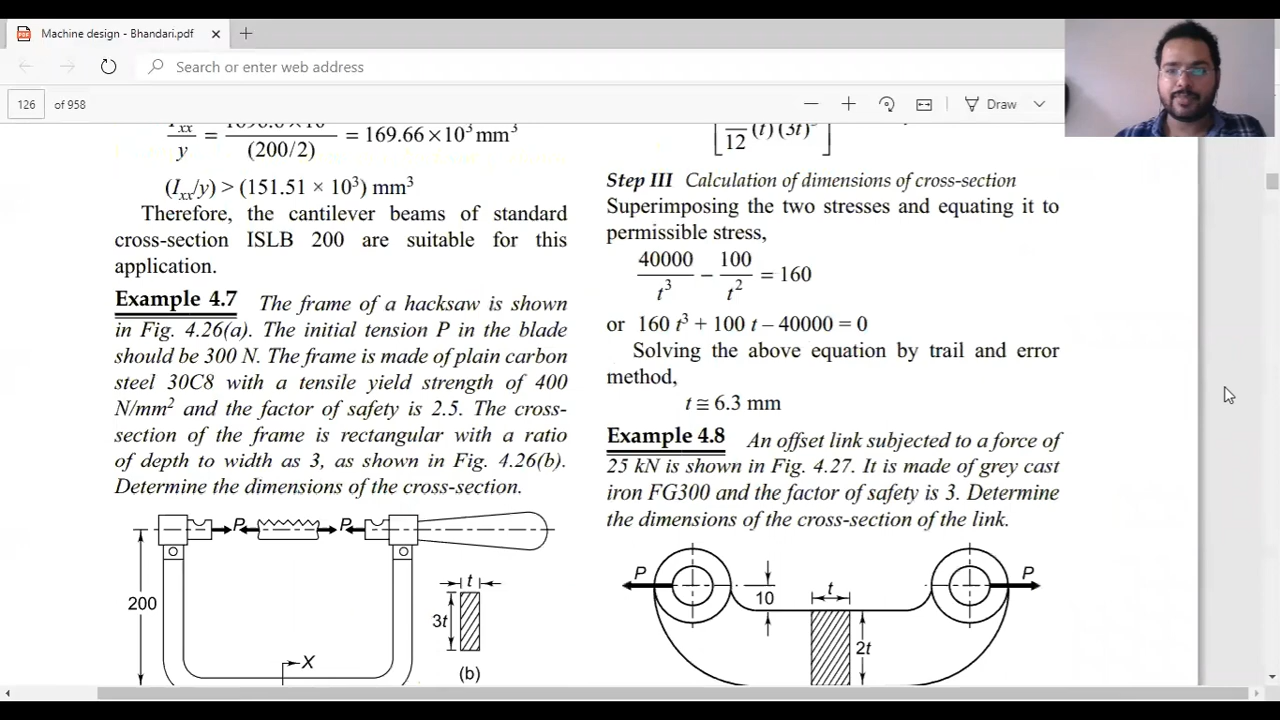 Machine design - Bhandari.pdf
Search or enter web address
126 of 958
Draw
y
(200/2)
= 169.66 × 10³ mm³
(Ixx/y) > (151.51 × 10³) mm³
Therefore, the cantilever beams of standard
cross-section ISLB 200 are suitable for this
application.
Example 4.7 The frame of a hacksaw is shown
in Fig. 4.26(a). The initial tension P in the blade
should be 300 N. The frame is made of plain carbon
steel 30C8 with a tensile yield strength of 400
N/mm² and the factor of safety is 2.5. The cross-
section of the frame is rectangular with a ratio
of depth to width as 3, as shown in Fig. 4.26(b).
Determine the dimensions of the cross-section.
P
P
200
t
3t
X
(b)
12
(t) (3t)³
Step III Calculation of dimensions of cross-section
Superimposing the two stresses and equating it to
permissible stress,
40000/t³ – 100/t² = 160
or 160 t³ + 100 t – 40000 = 0
Solving the above equation by trail and error
method,
t ≅ 6.3 mm
Example 4.8 An offset link subjected to a force of
25 kN is shown in Fig. 4.27. It is made of grey cast
iron FG300 and the factor of safety is 3. Determine
the dimensions of the cross-section of the link.
P
10
t
P
2t